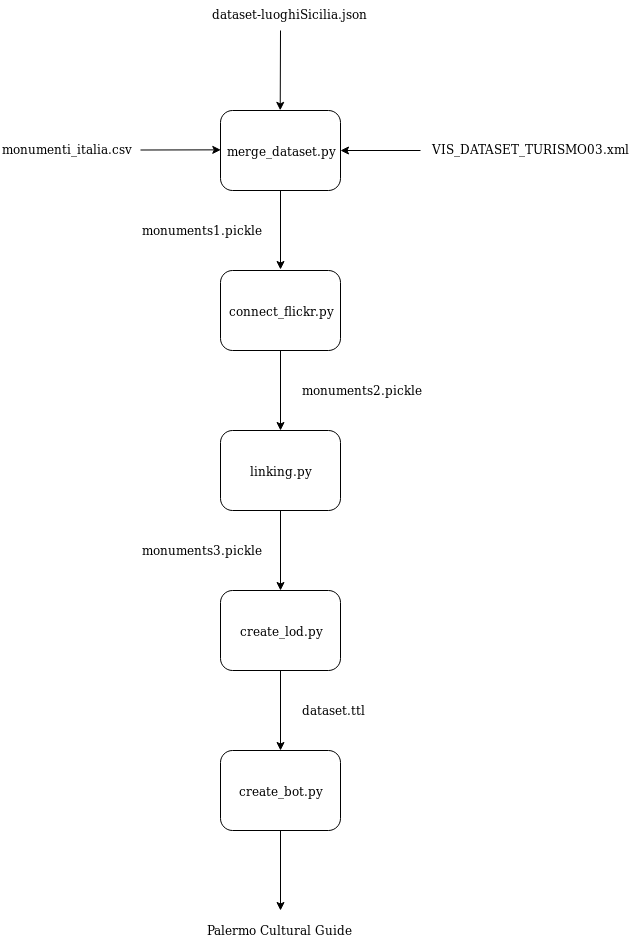 dataset-luoghiSicilia.json
monumenti_italia.csv
merge_dataset.py
VIS_DATASET_TURISMO03.xml
monuments1.pickle
connect_flickr.py
monuments2.pickle
linking.py
monuments3.pickle
create_lod.py
dataset.ttl
create_bot.py
Palermo Cultural Guide